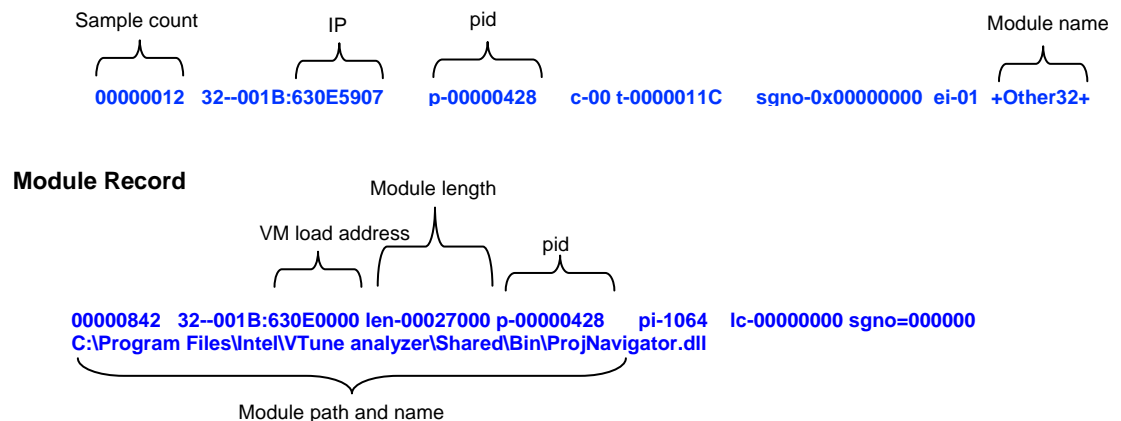 Sample count IP pid Module name
00000012 32--001B:630E5907 p-00000428 c-00 t-0000011C sgno-0x00000000 ei-01 +Other32+
Module Record
Module length
VM load address
pid
00000842 32--001B:630E0000 len-00027000 p-00000428 pi-1064 lc-00000000 sgno=000000
C:\Program Files\Intel\VTune analyzer\Shared\Bin\ProjNavigator.dll
Module path and name